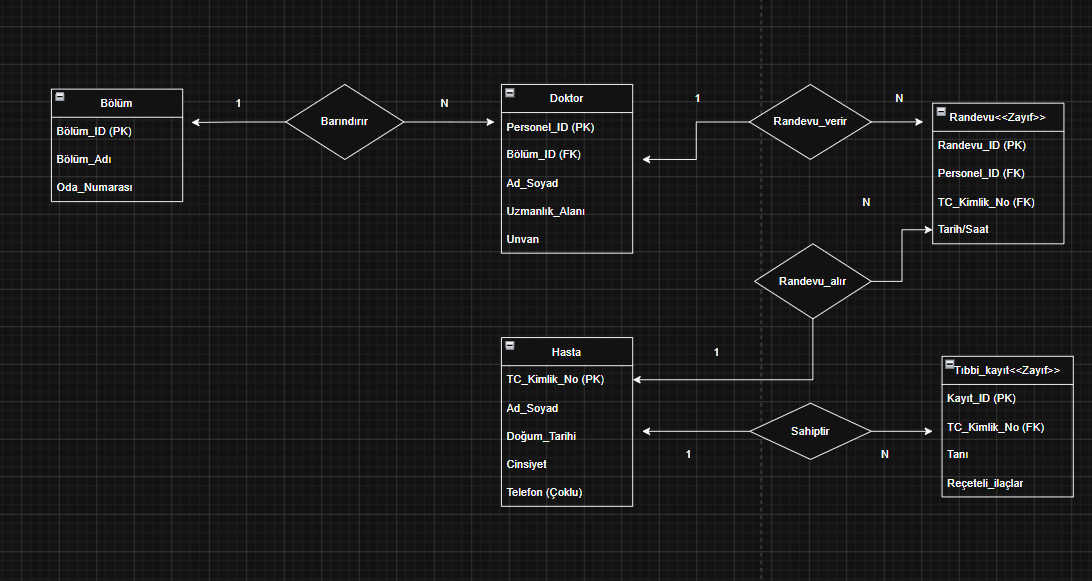 Bölüm
Bölüm_ID (PK)
Bölüm_Adı
Oda_Numarası
1
Barındırır
N
Doktor
Personel_ID (PK)
Bölüm_ID (FK)
Ad_Soyad
Uzmanlık_Alanı
Unvan
1
Randevu_verir
N
Randevu<<Zayıf>>
Randevu_ID (PK)
Personel_ID (FK)
TC_Kimlik_No (FK)
Tarih/Saat
N
Randevu_alır
1
Hasta
TC_Kimlik_No (PK)
Ad_Soyad
Doğum_Tarihi
Cinsiyet
Telefon (Çoklu)
1
Sahiptir
N
Tıbbi_kayıt<<Zayıf>>
Kayıt_ID (PK)
TC_Kimlik_No (FK)
Tanı
Reçeteli_ilaçlar